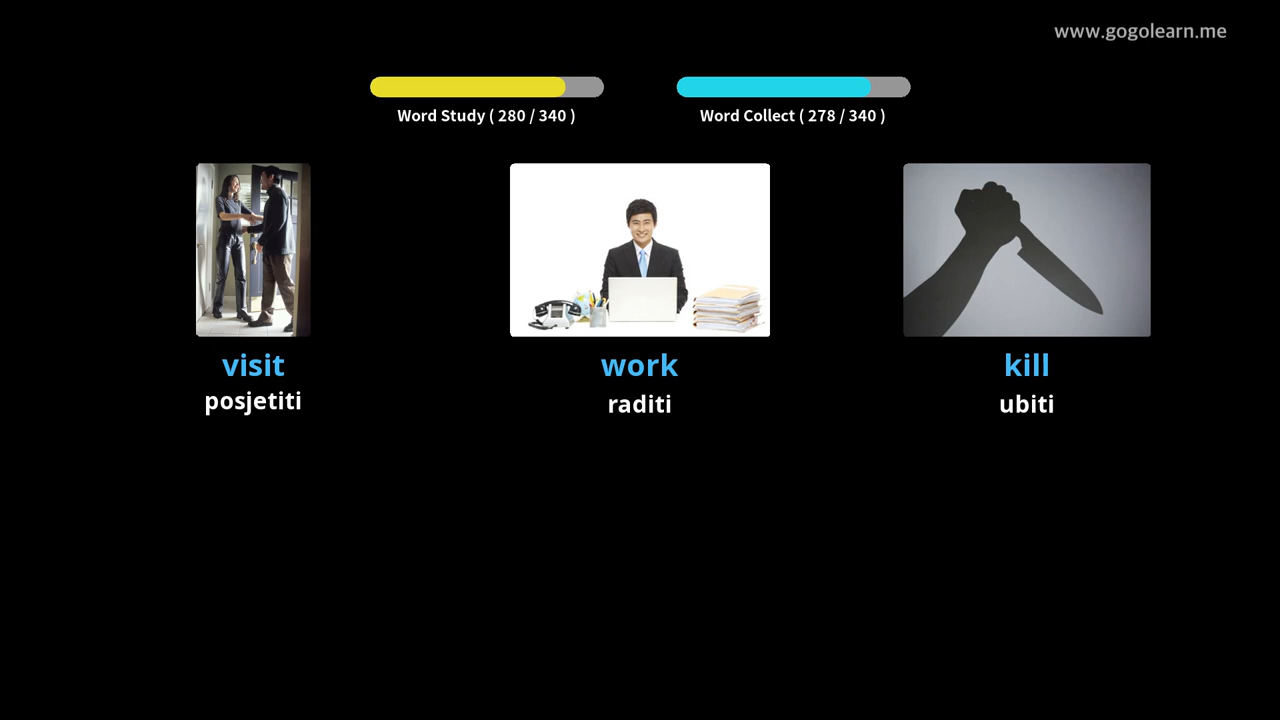 www.gogolearn.me
Word Study ( 280 / 340 )
Word Collect ( 278 / 340 )
visit
posjetiti
work
raditi
kill
ubiti